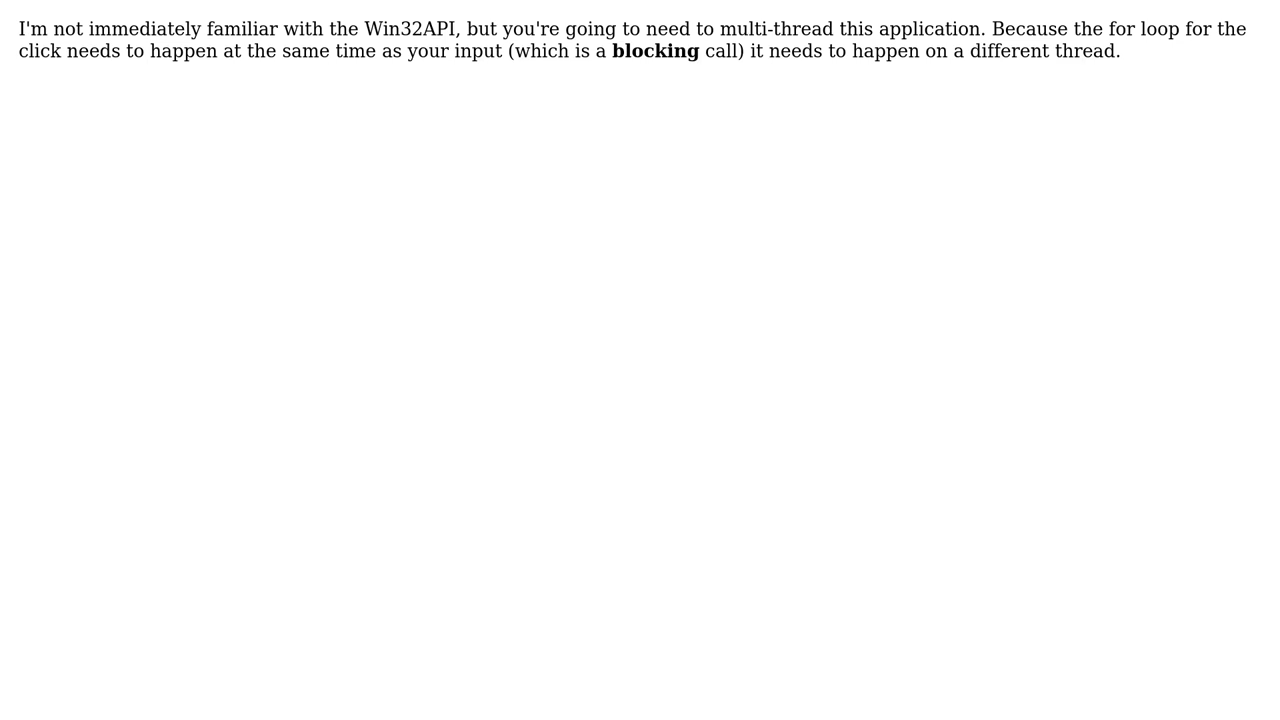 I'm not immediately familiar with the Win32API, but you're going to need to multi-thread this application. Because the for loop for the
click needs to happen at the same time as your input (which is a blocking call) it needs to happen on a different thread.